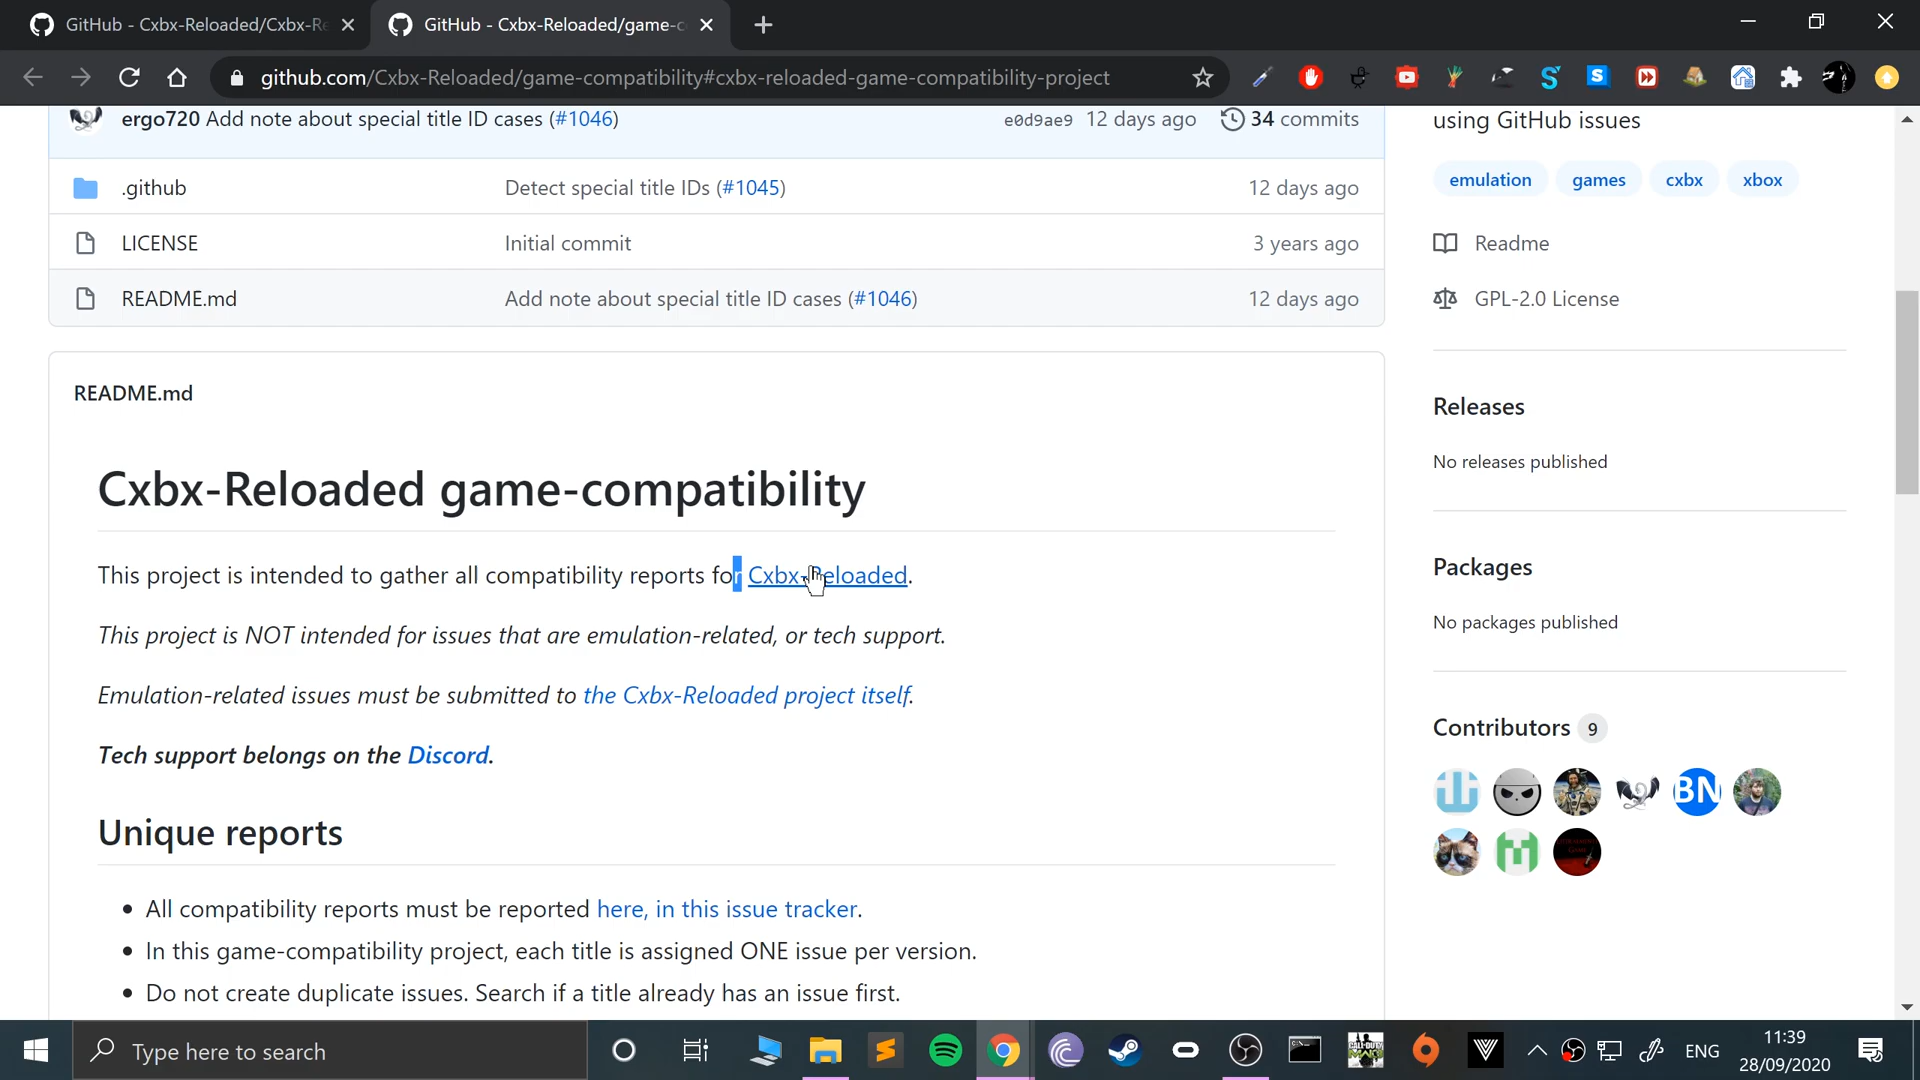 GitHub - Cxbx-Reloaded/Cxbx-Re
GitHub - Cxbx-Reloaded/game-c
github.com/Cxbx-Reloaded/game-compatibility#cxbx-reloaded-game-compatibility-project
ergo720 Add note about special title ID cases (#1046) e0d9ae9 12 days ago 34 commits
.github Detect special title IDs (#1045) 12 days ago
LICENSE Initial commit 3 years ago
README.md Add note about special title ID cases (#1046) 12 days ago
README.md
Cxbx-Reloaded game-compatibility
This project is intended to gather all compatibility reports for Cxbx-Reloaded.
This project is NOT intended for issues that are emulation-related, or tech support.
Emulation-related issues must be submitted to the Cxbx-Reloaded project itself.
Tech support belongs on the Discord.
Unique reports
• All compatibility reports must be reported here, in this issue tracker.
• In this game-compatibility project, each title is assigned ONE issue per version.
• Do not create duplicate issues. Search if a title already has an issue first.
using GitHub issues
emulation games cxbx xbox
Readme
GPL-2.0 License
Releases
No releases published
Packages
No packages published
Contributors 9
BN
Type here to search
ENG
11:39
28/09/2020